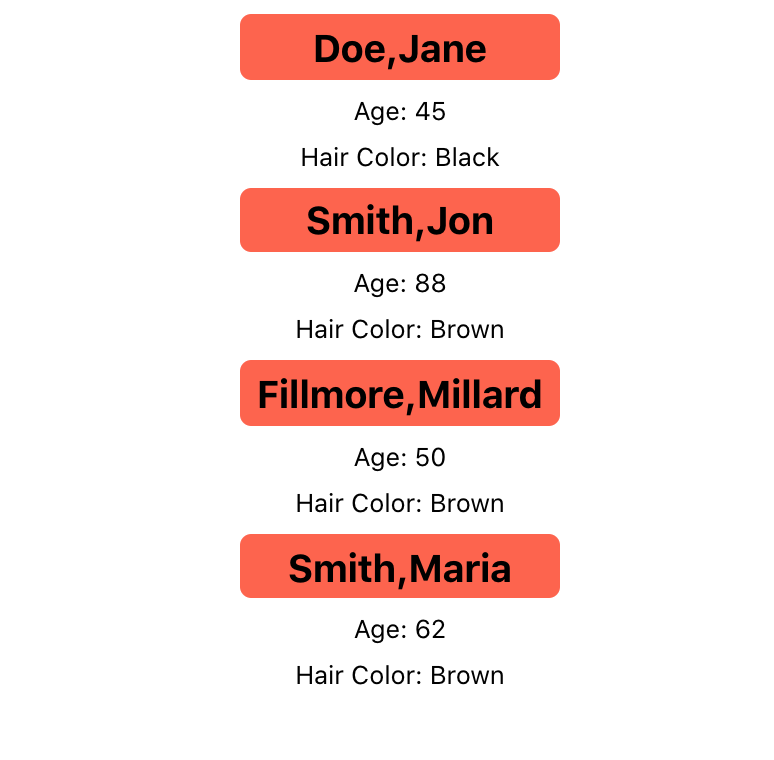 Doe,Jane
Age: 45
Hair Color: Black
Smith,Jon
Age: 88
Hair Color: Brown
Fillmore,Millard
Age: 50
Hair Color: Brown
Smith,Maria
Age: 62
Hair Color: Brown